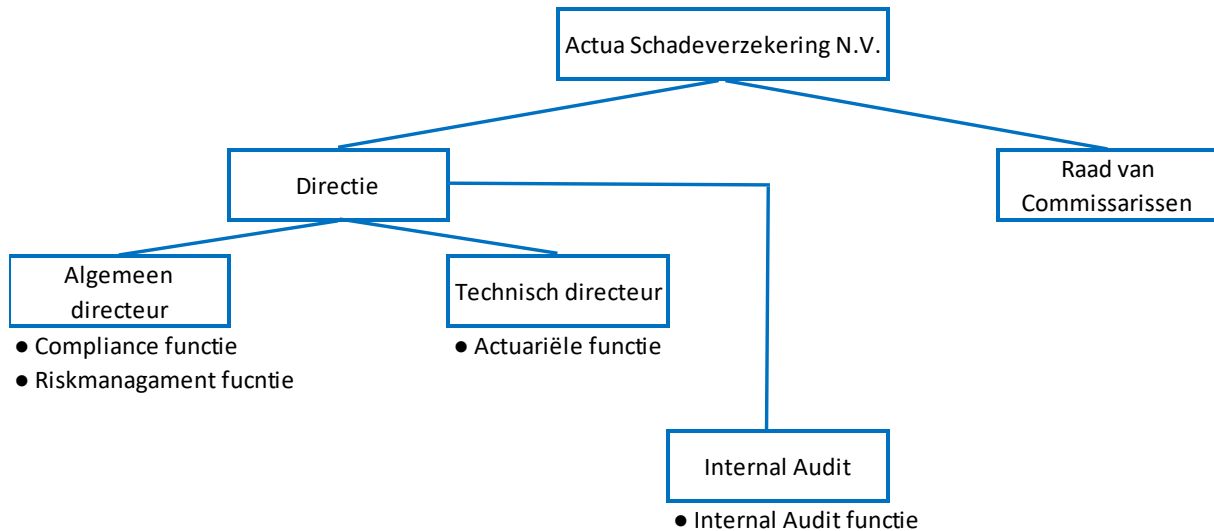 Actua Schadeverzekering N.V.
Directie
Raad van
Commissarissen
Algemeen
directeur
Technisch directeur
● Compliance functie
● Riskmanagament fucntie
● Actuariële functie
Internal Audit
● Internal Audit functie